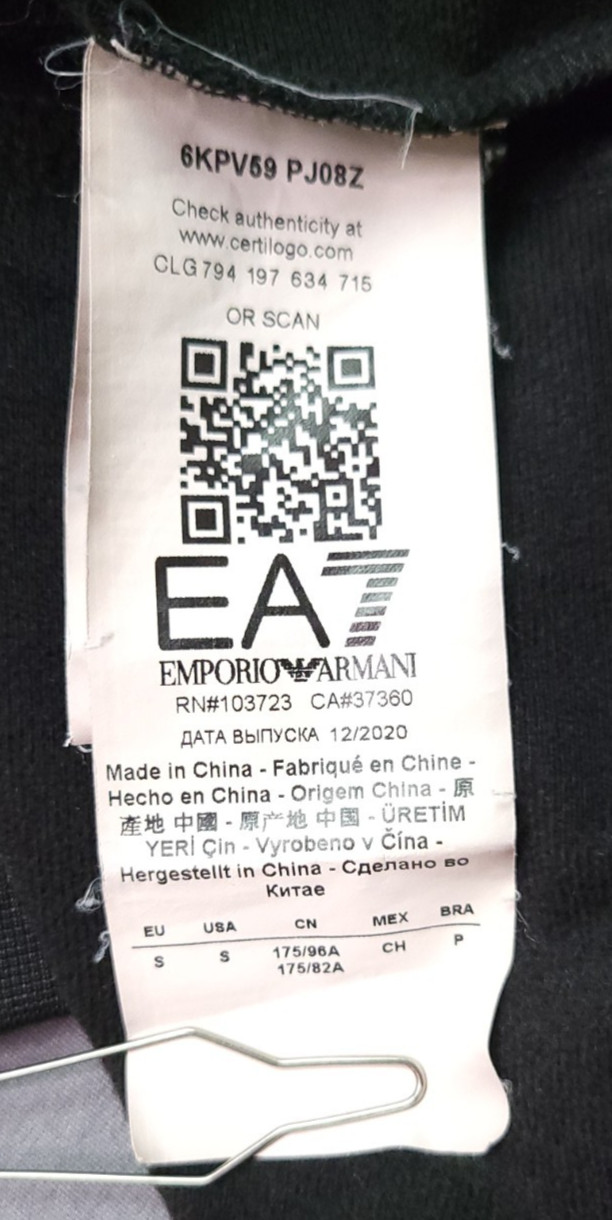 6KPV59 PJ08Z
Check authenticity at
www.certilogo.com
CLG 794 197 634 715
OR SCAN
EA7
EMPORIO ARMANI
RN#103723 CA#37360
ДАТА ВЫПУСКА 12/2020
Made in China - Fabriqué en Chine -
Hecho en China - Origem China - 原
產地 中國 - 原产地 中国 - ÜRETİM
YERİ Çin - Vyrobeno v Čína -
Hergestellt in China - Сделано во
Китае
EU USA CN MEX BRA
S S 175/96A CH P
175/82A